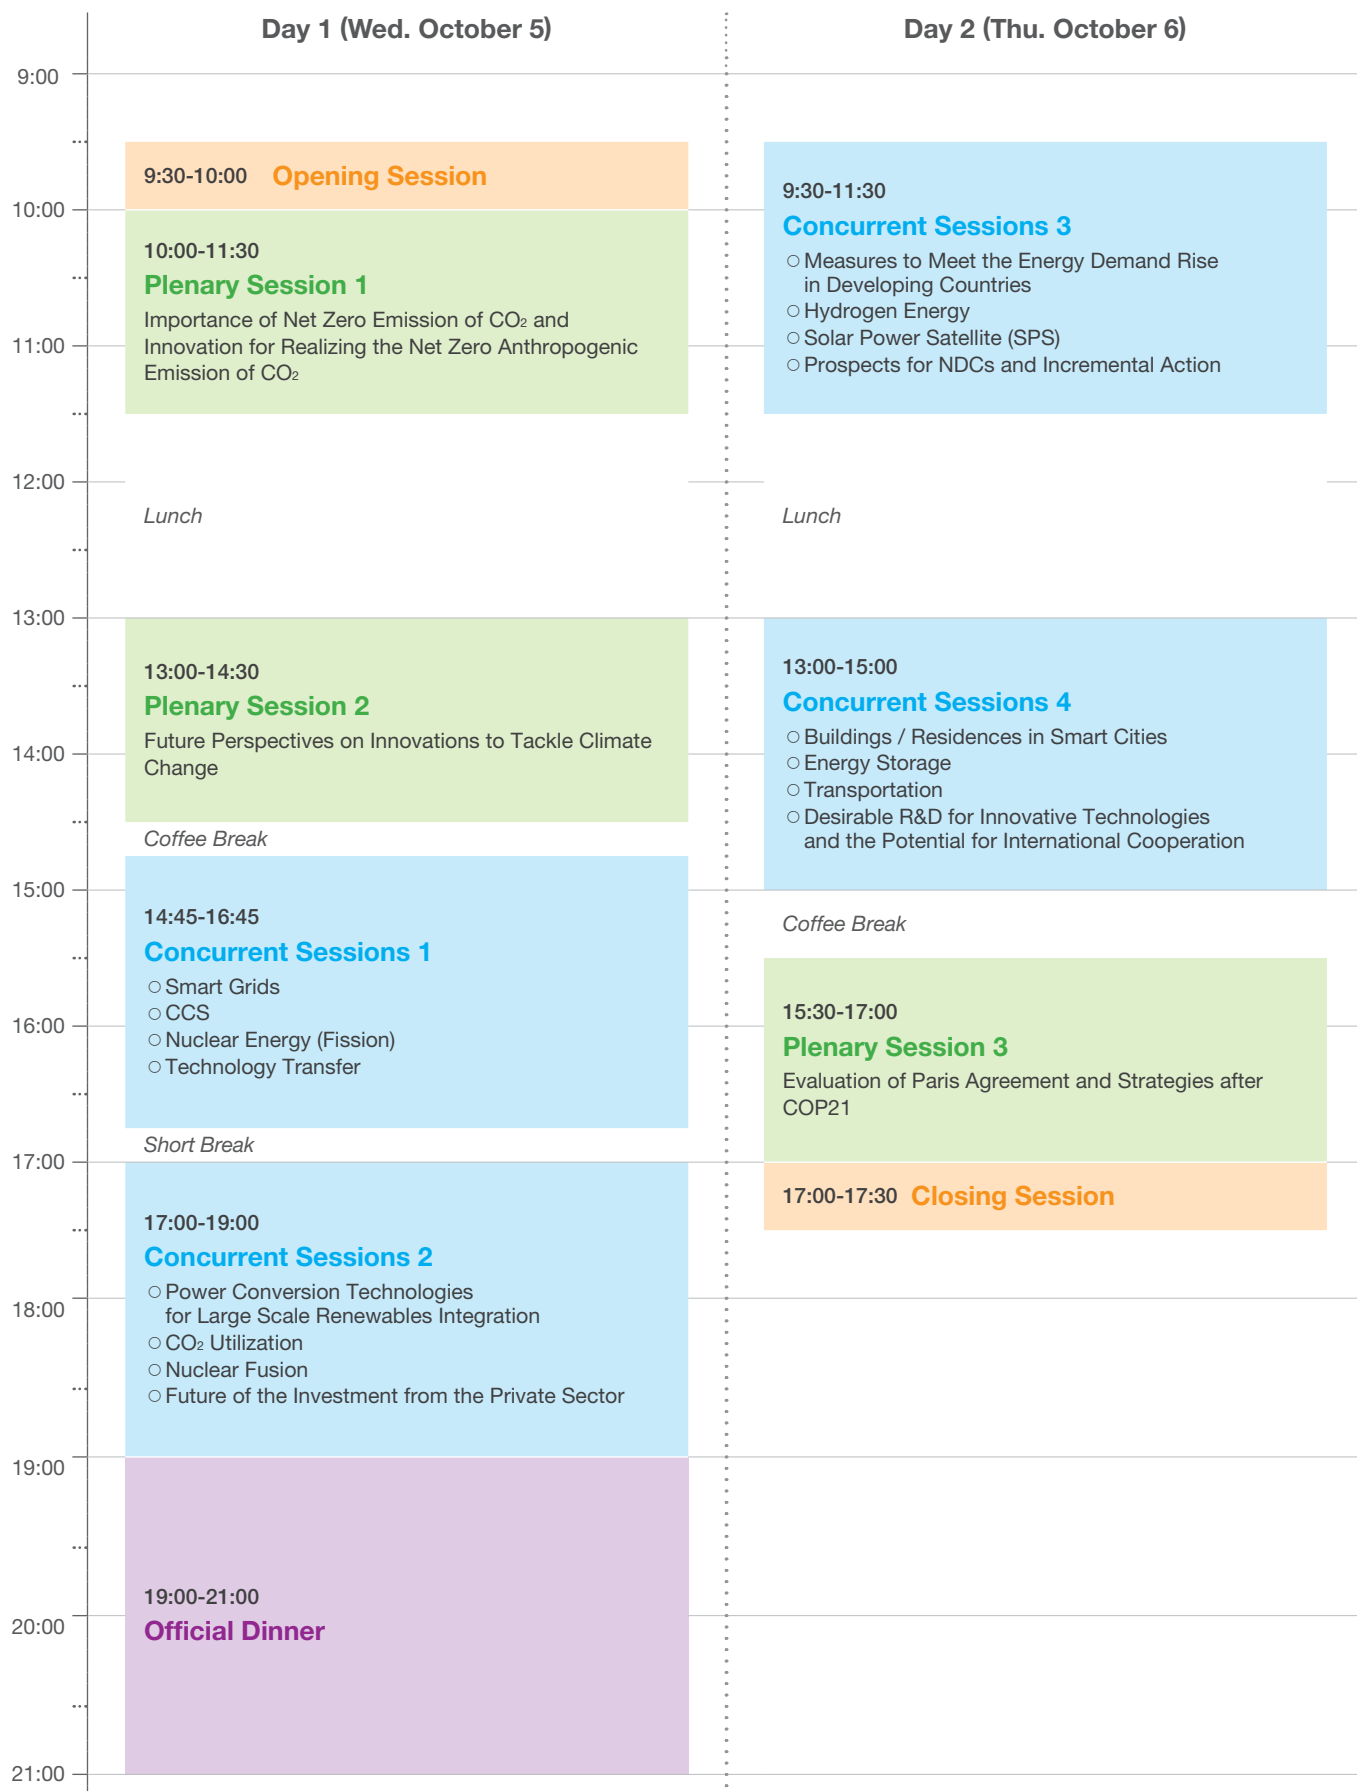 Day 1 (Wed. October 5)
Day 2 (Thu. October 6)
9:00
10:00
11:00
12:00
13:00
14:00
15:00
16:00
17:00
18:00
19:00
20:00
21:00
9:30-10:00 Opening Session
10:00-11:30
Plenary Session 1
Importance of Net Zero Emission of CO₂ and
Innovation for Realizing the Net Zero Anthropogenic
Emission of CO₂
Lunch
13:00-14:30
Plenary Session 2
Future Perspectives on Innovations to Tackle Climate
Change
Coffee Break
14:45-16:45
Concurrent Sessions 1
○ Smart Grids
○ CCS
○ Nuclear Energy (Fission)
○ Technology Transfer
Short Break
17:00-19:00
Concurrent Sessions 2
○ Power Conversion Technologies
for Large Scale Renewables Integration
○ CO₂ Utilization
○ Nuclear Fusion
○ Future of the Investment from the Private Sector
19:00-21:00
Official Dinner
9:30-11:30
Concurrent Sessions 3
○ Measures to Meet the Energy Demand Rise
in Developing Countries
○ Hydrogen Energy
○ Solar Power Satellite (SPS)
○ Prospects for NDCs and Incremental Action
Lunch
13:00-15:00
Concurrent Sessions 4
○ Buildings / Residences in Smart Cities
○ Energy Storage
○ Transportation
○ Desirable R&D for Innovative Technologies
and the Potential for International Cooperation
Coffee Break
15:30-17:00
Plenary Session 3
Evaluation of Paris Agreement and Strategies after
COP21
17:00-17:30 Closing Session